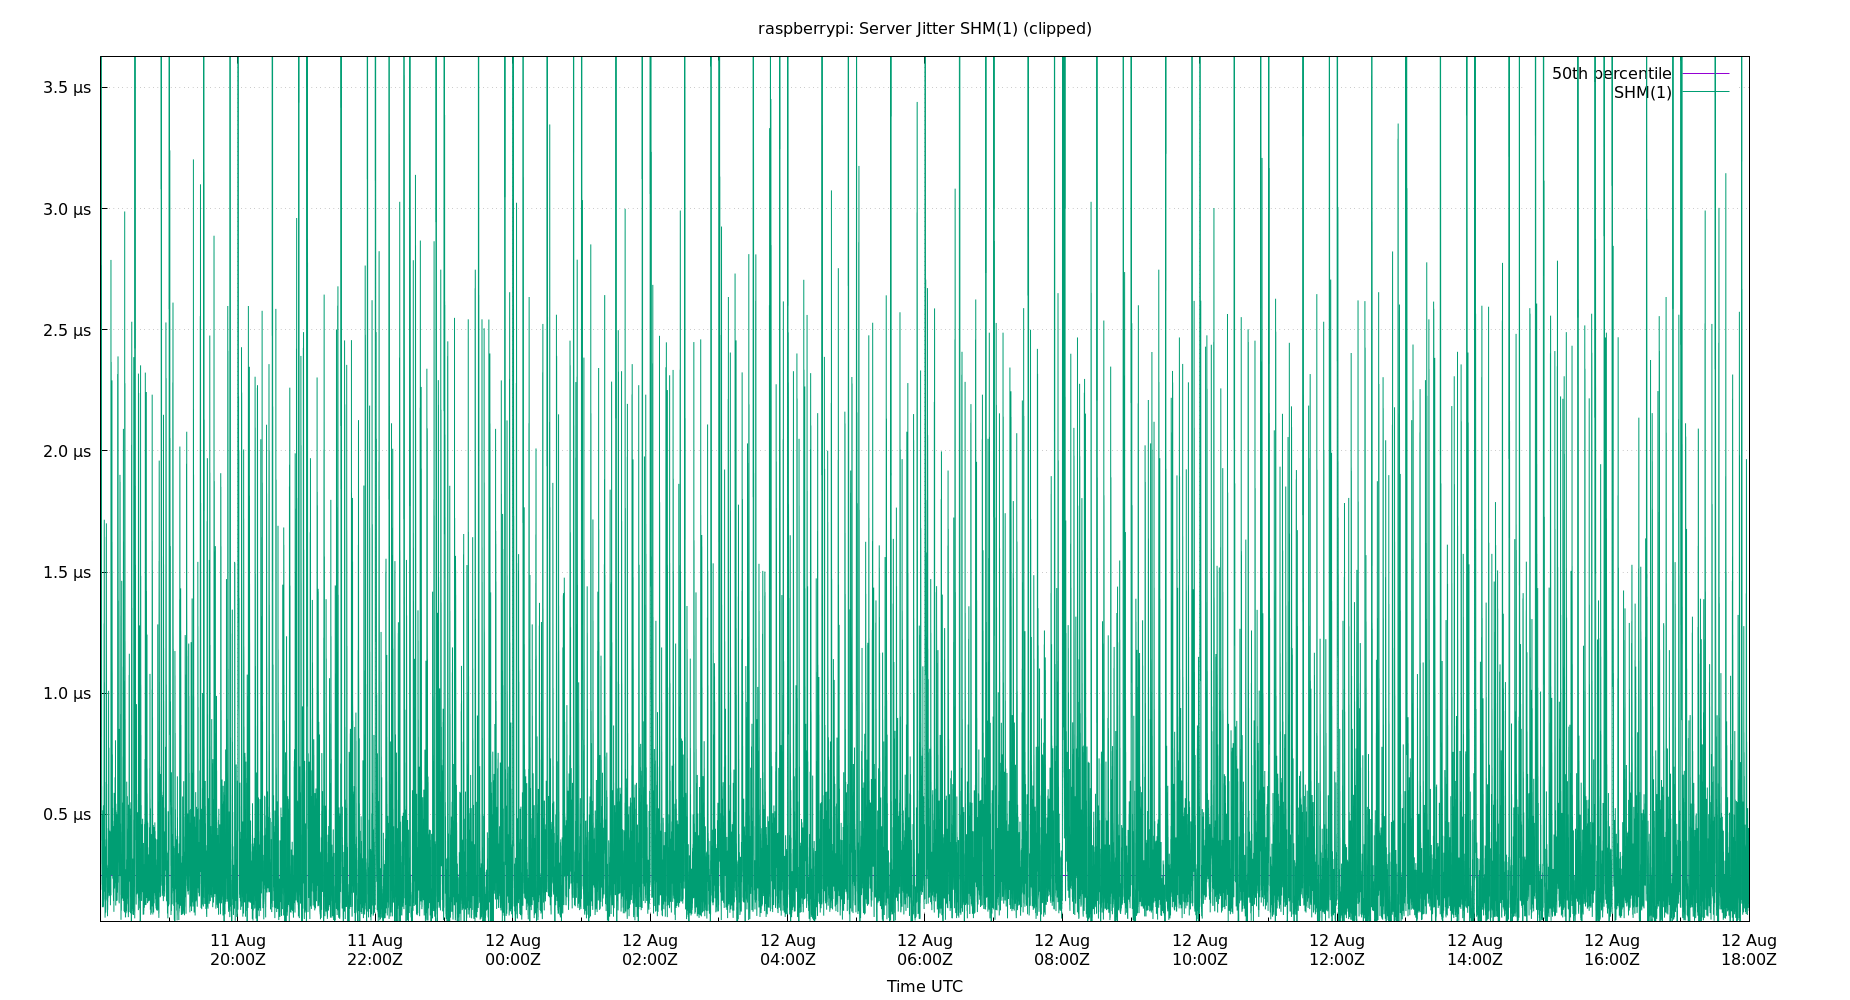 raspberrypi: Server Jitter SHM(1) (clipped)
50th percentile
SHM(1)
3.5 µs
3.0 µs
2.5 µs
2.0 µs
1.5 µs
1.0 µs
0.5 µs
11 Aug 11 Aug 12 Aug 12 Aug 12 Aug 12 Aug 12 Aug 12 Aug 12 Aug 12 Aug 12 Aug 12 Aug
20:00Z 22:00Z 00:00Z 02:00Z 04:00Z 06:00Z 08:00Z 10:00Z 12:00Z 14:00Z 16:00Z 18:00Z
Time UTC